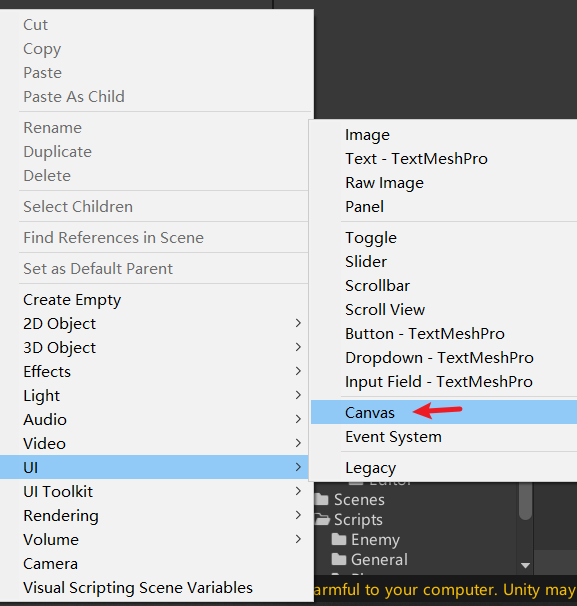 Cut
Copy
Paste
Paste As Child
Rename
Duplicate
Delete
Select Children
Find References in Scene
Set as Default Parent
Create Empty
2D Object
3D Object
Effects
Light
Audio
Video
UI
UI Toolkit
Rendering
Volume
Camera
Visual Scripting Scene Variables
Image
Text - TextMeshPro
Raw Image
Panel
Toggle
Slider
Scrollbar
Scroll View
Button - TextMeshPro
Dropdown - TextMeshPro
Input Field - TextMeshPro
Canvas
Event System
Legacy
Editor
Scenes
Scripts
Enemy
General
armful to your computer. Unity may